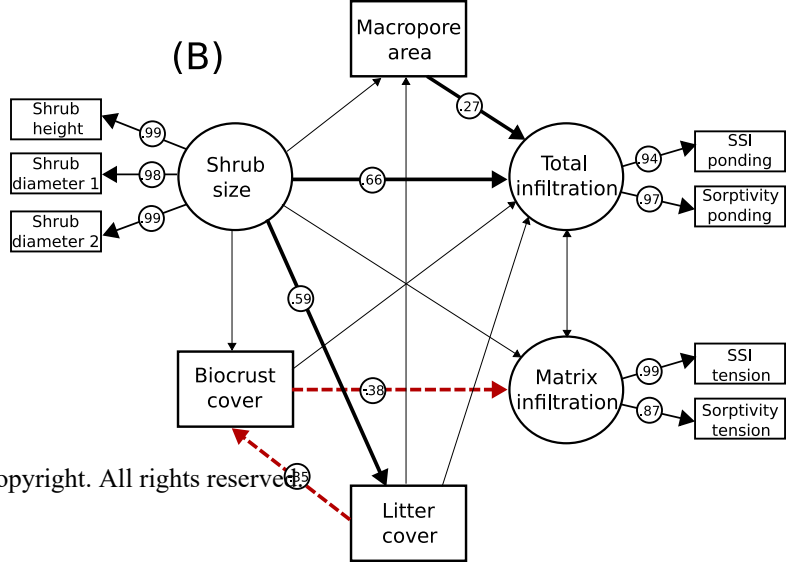 (B)
Macropore
area
Shrub
height
Shrub
diameter 1
Shrub
diameter 2
.99
.98
.99
Shrub
size
.27
.66
Total
infiltration
.94
.97
SSI
ponding
Sorptivity
ponding
.59
Biocrust
cover
-.38
Matrix
infiltration
.99
.87
SSI
tension
Sorptivity
tension
opyright. All rights reserved.
Litter
cover